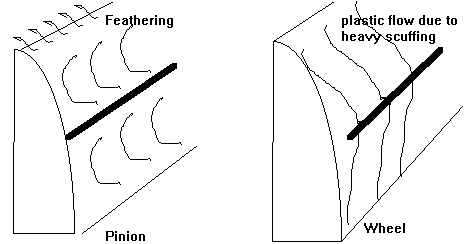 Feathering
plastic flow due to
heavy scuffing
Pinion
Wheel